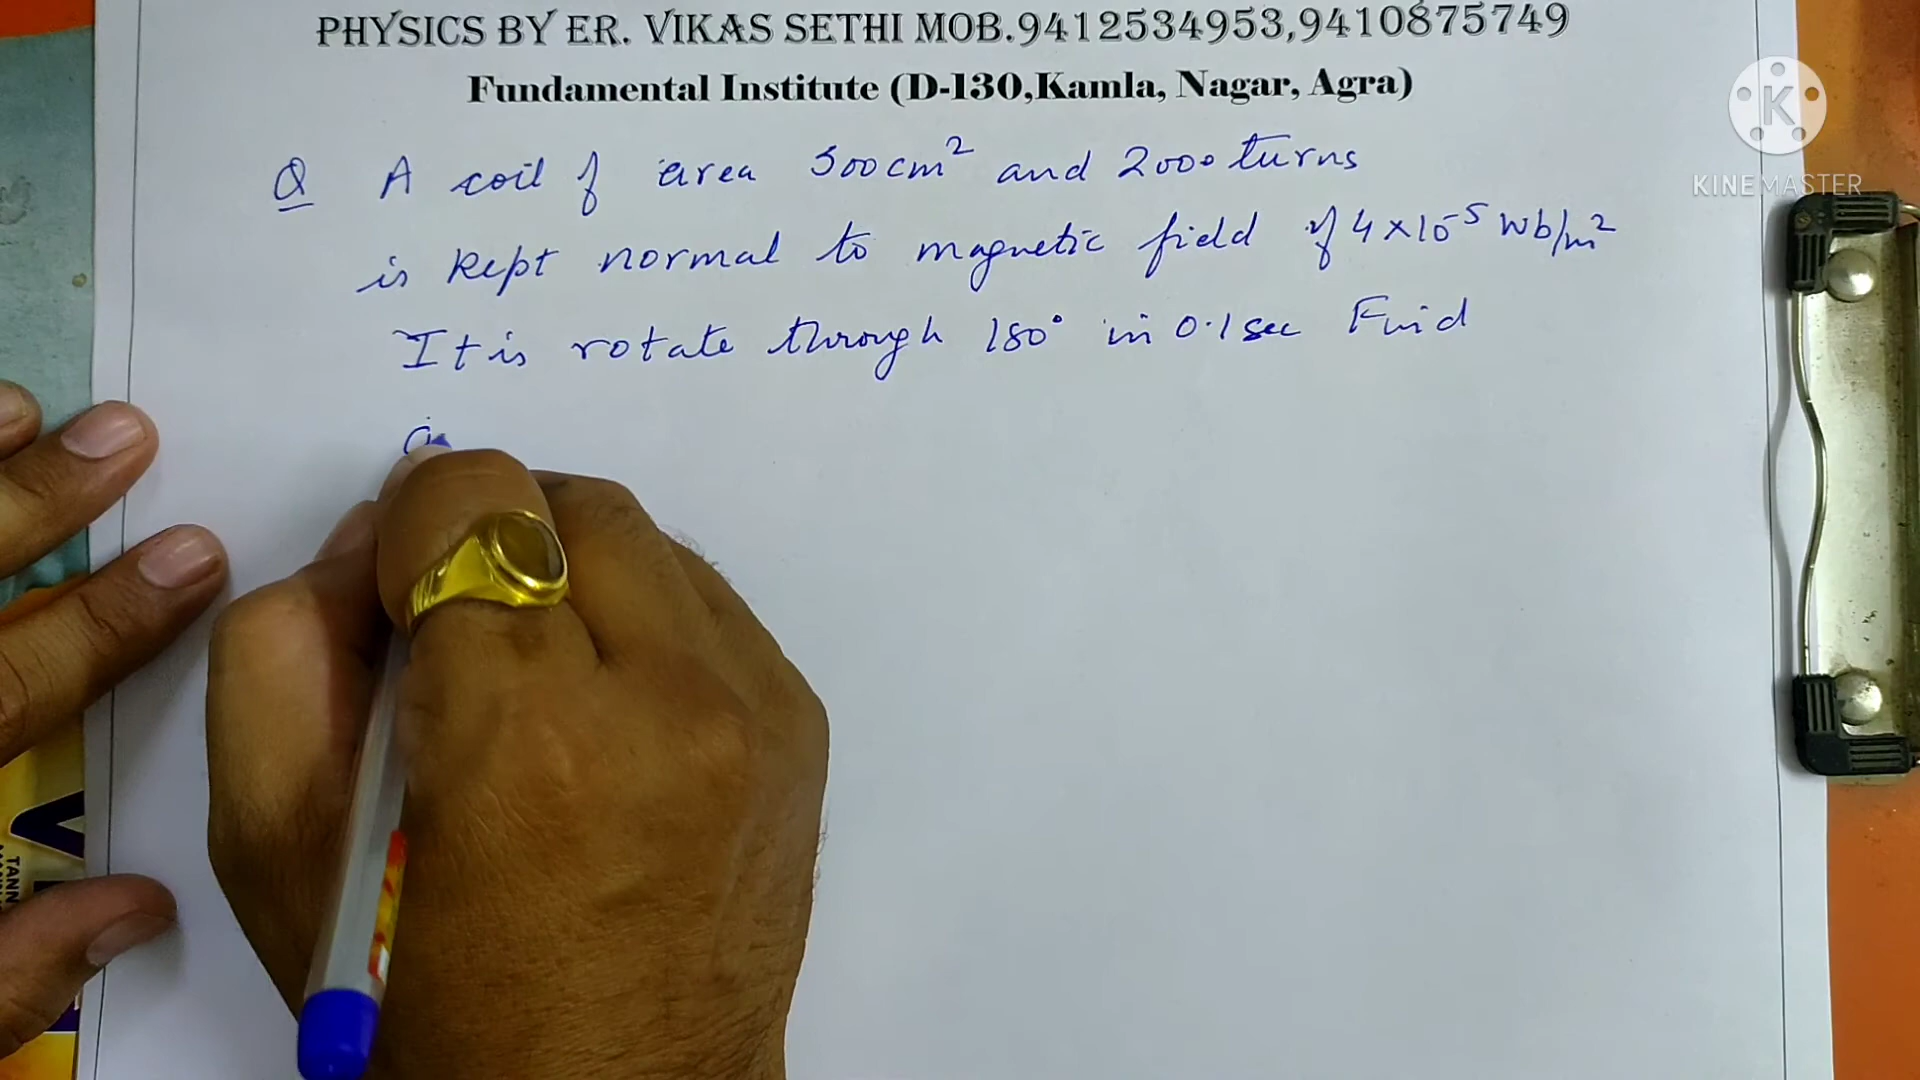 PHYSICS BY ER. VIKAS SETHI MOB.9412534953,9410875749
Fundamental Institute (D-130,Kamla, Nagar, Agra)
K
KINEMASTER
Q A coil of area 500cm² and 2000 turns
is kept normal to magnetic field of 4×10⁻⁵ Wb/m²
It is rotate through 180° in 0.1 sec Find